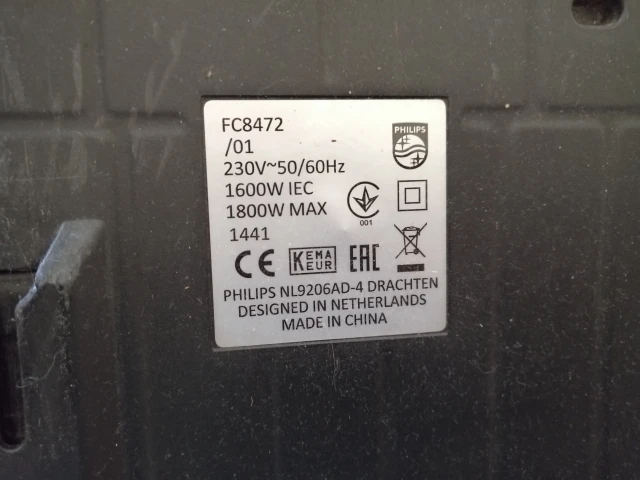 FC8472
/01
230V~50/60Hz
1600W IEC
1800W MAX
1441
PHILIPS
001
CE KEMA EUR EAC
PHILIPS NL9206AD-4 DRACHTEN
DESIGNED IN NETHERLANDS
MADE IN CHINA